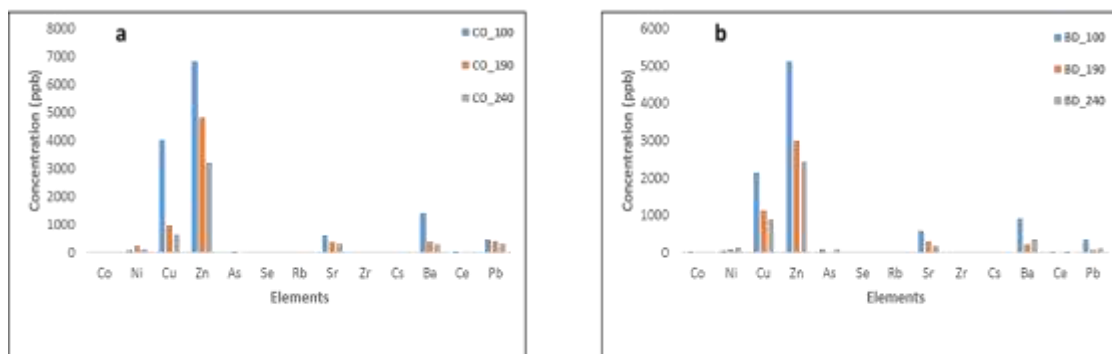 a
8000
7000
6000
5000
4000
3000
2000
1000
0
Concentration (ppb)
CO_100
CO_190
CO_240
Co Ni Cu Zn As Se Rb Sr Zr Cs Ba Ce Pb
Elements
b
6000
5000
4000
3000
2000
1000
0
Concentration (ppb)
BD_100
BD_190
BD_240
Co Ni Cu Zn As Se Rb Sr Zr Cs Ba Ce Pb
Elements